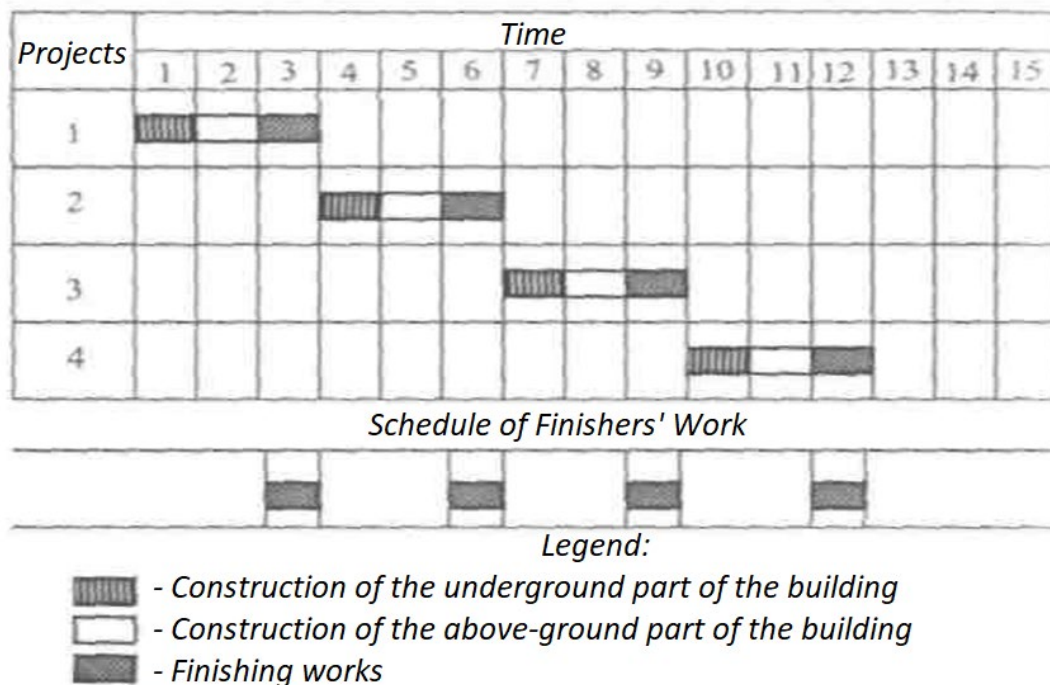 Projects
Time
1 2 3 4 5 6 7 8 9 10 11 12 13 14 15
1
2
3
4
Schedule of Finishers' Work
Legend:
- Construction of the underground part of the building
- Construction of the above-ground part of the building
- Finishing works